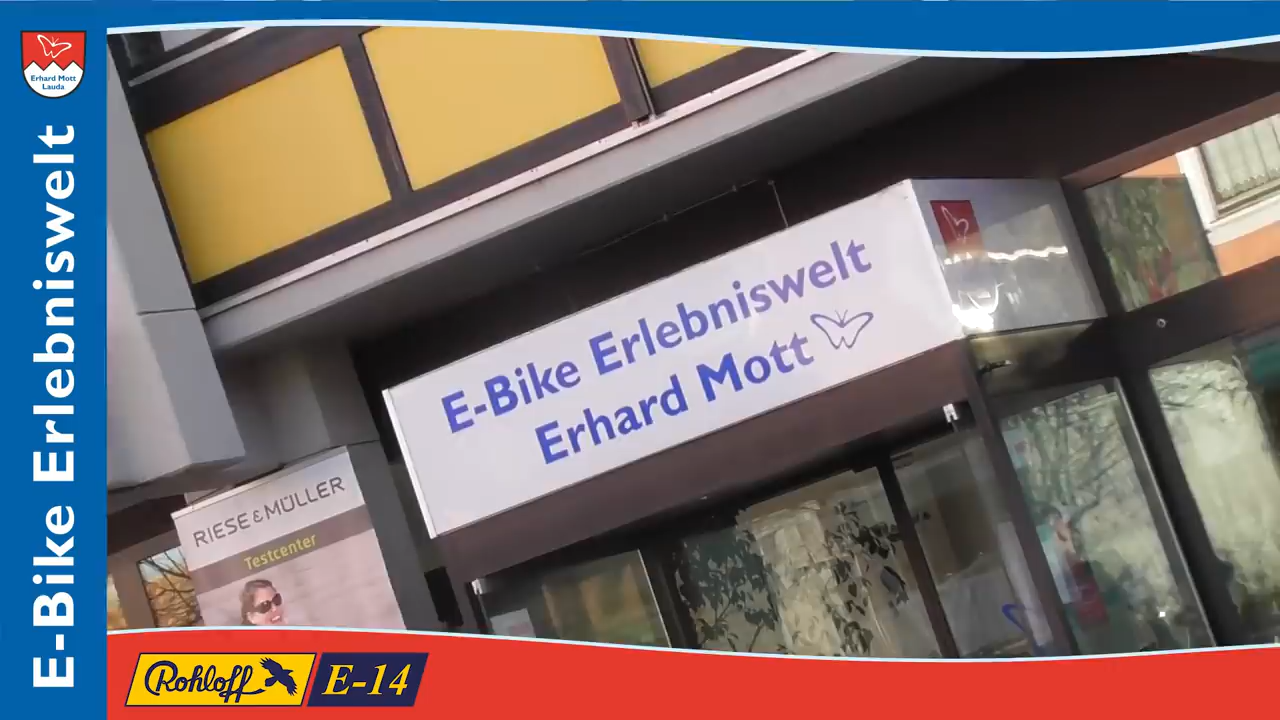 Erhard Mott
Lauda
E-Bike Erlebniswelt
E-Bike Erlebniswelt
Erhard Mott
RIESE & MÜLLER
Testcenter
Rohloff E-14